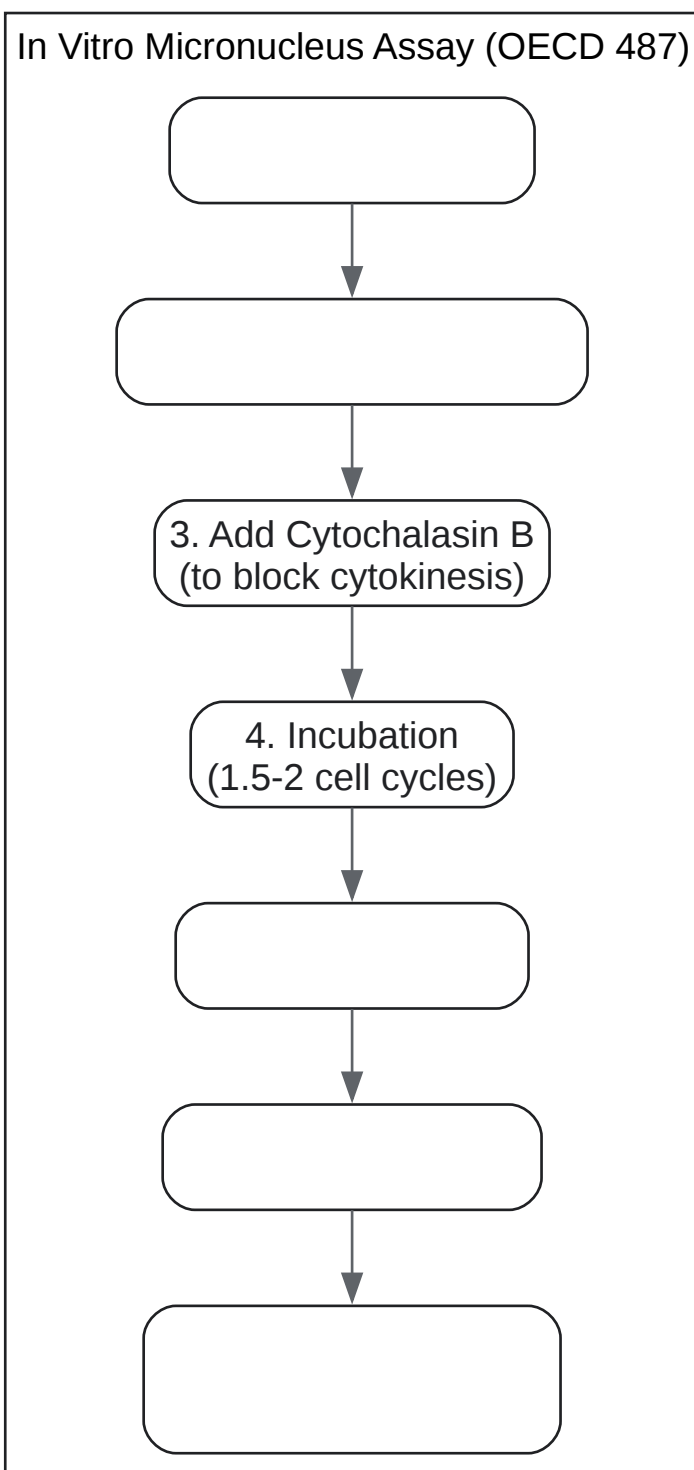 In Vitro Micronucleus Assay (OECD 487)
3. Add Cytochalasin B
(to block cytokinesis)
4. Incubation
(1.5-2 cell cycles)